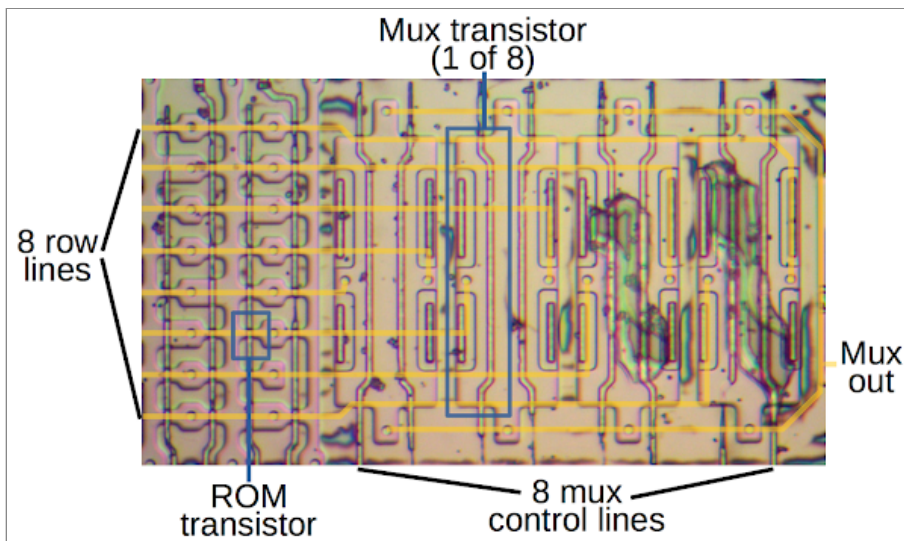 Mux transistor
(1 of 8)
8 row
lines
Mux
out
ROM
transistor
8 mux
control lines